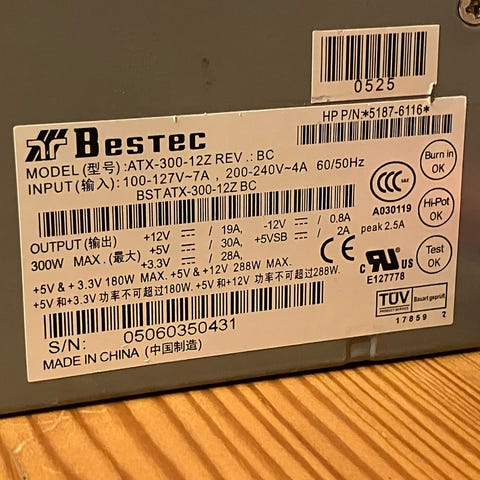 0525
HP P/N:*5187-6116*
BESTEC
MODEL(型号):ATX-300-12Z REV.:BC
INPUT(输入):100-127V~7A, 200-240V~4A 60/50Hz
BSTATX-300-12Z BC
OUTPUT(输出) +12V / 19A, -12V / 0.8A
300W MAX.(最大) +5V / 30A, +5VSB / 2A peak 2.5A
+3.3V / 28A,
+5V & +3.3V 180W MAX. +5V & +12V 288W MAX.
+5V 和 +3.3V 功率不可超过180W. +5V 和 +12V 功率不可超过288W.
S/N: 05060350431
MADE IN CHINA (中国制造)
CCC
A030119
Burn in
OK
Hi-Pot
OK
Test
OK
C US
E127778
TÜV
Bauart geprüft
17859